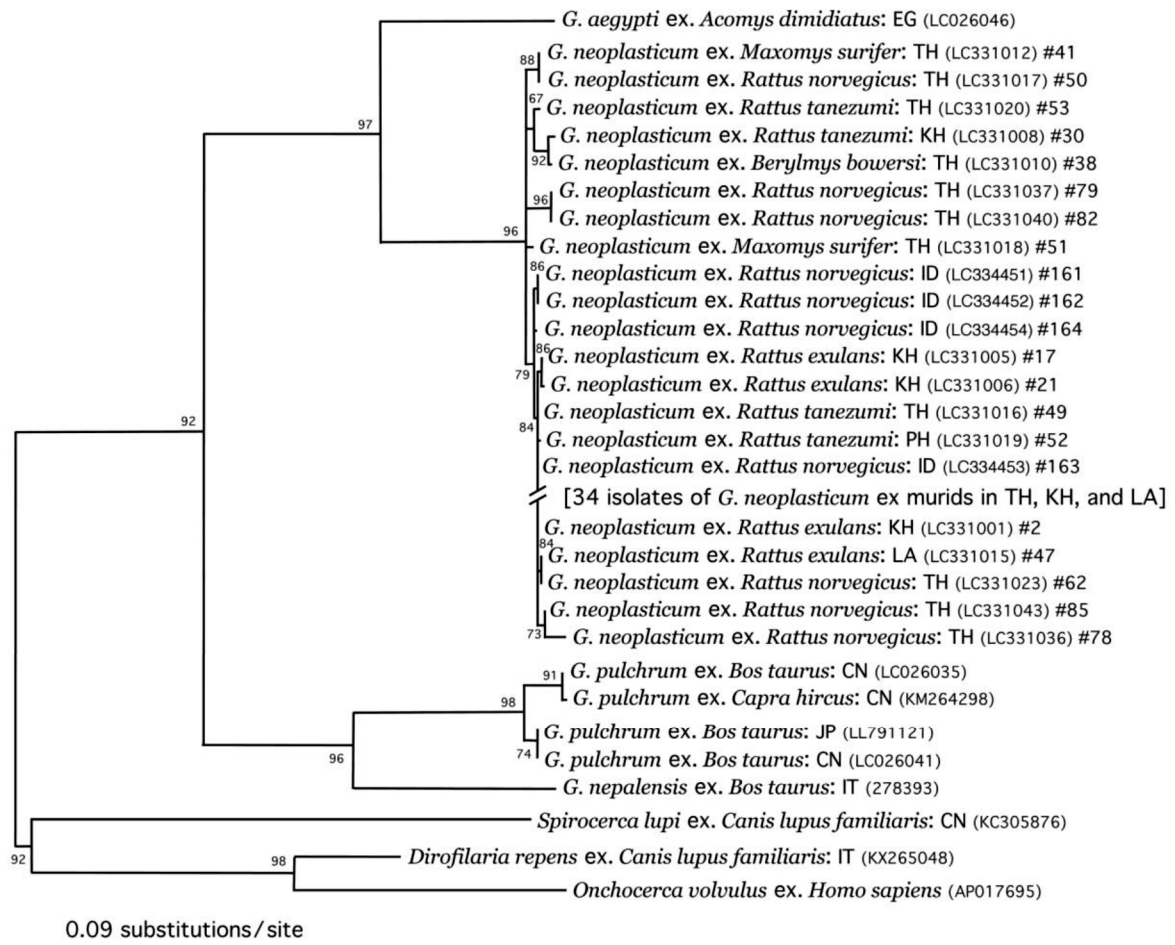 G. aegypti ex. Acomys dimidiatus: EG (LC026046)
G. neoplasticum ex. Maxomys surifer: TH (LC331012) #41
88
G. neoplasticum ex. Rattus norvegicus: TH (LC331017) #50
67
G. neoplasticum ex. Rattus tanezumi: TH (LC331020) #53
97
G. neoplasticum ex. Rattus tanezumi: KH (LC331008) #30
92
G. neoplasticum ex. Berylmys bowersi: TH (LC331010) #38
G. neoplasticum ex. Rattus norvegicus: TH (LC331037) #79
96
G. neoplasticum ex. Rattus norvegicus: TH (LC331040) #82
96
G. neoplasticum ex. Maxomys surifer: TH (LC331018) #51
86
G. neoplasticum ex. Rattus norvegicus: ID (LC334451) #161
G. neoplasticum ex. Rattus norvegicus: ID (LC334452) #162
G. neoplasticum ex. Rattus norvegicus: ID (LC334454) #164
86
G. neoplasticum ex. Rattus exulans: KH (LC331005) #17
79
G. neoplasticum ex. Rattus exulans: KH (LC331006) #21
G. neoplasticum ex. Rattus tanezumi: TH (LC331016) #49
92
84
G. neoplasticum ex. Rattus tanezumi: PH (LC331019) #52
G. neoplasticum ex. Rattus norvegicus: ID (LC334453) #163
[34 isolates of G. neoplasticum ex murids in TH, KH, and LA]
G. neoplasticum ex. Rattus exulans: KH (LC331001) #2
84
G. neoplasticum ex. Rattus exulans: LA (LC331015) #47
G. neoplasticum ex. Rattus norvegicus: TH (LC331023) #62
G. neoplasticum ex. Rattus norvegicus: TH (LC331043) #85
73
G. neoplasticum ex. Rattus norvegicus: TH (LC331036) #78
G. pulchrum ex. Bos taurus: CN (LC026035)
91
G. pulchrum ex. Capra hircus: CN (KM264298)
98
G. pulchrum ex. Bos taurus: JP (LL791121)
74
G. pulchrum ex. Bos taurus: CN (LC026041)
96
G. nepalensis ex. Bos taurus: IT (278393)
Spirocerca lupi ex. Canis lupus familiaris: CN (KC305876)
92
98
Dirofilaria repens ex. Canis lupus familiaris: IT (KX265048)
Onchocerca volvulus ex. Homo sapiens (AP017695)
0.09 substitutions/site